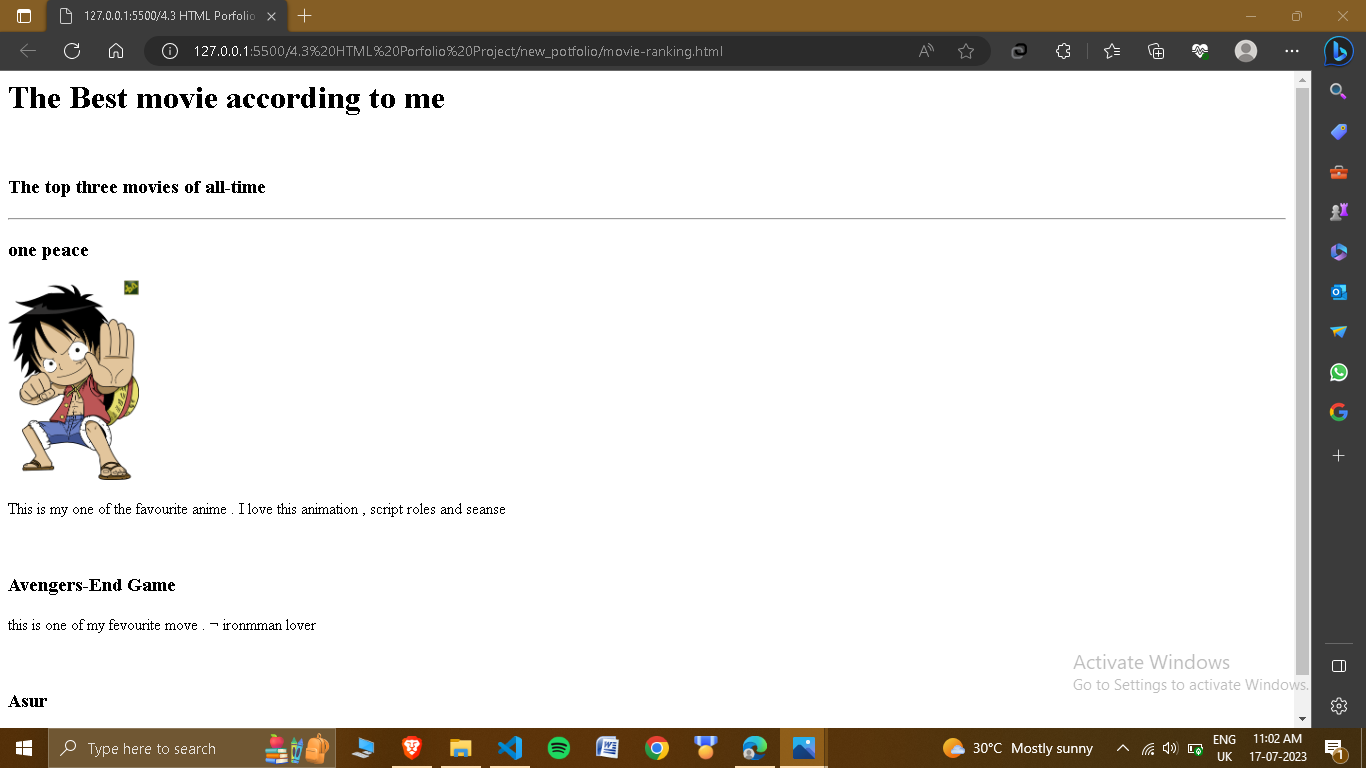 127.0.0.1:5500/4.3 HTML Porfolio
127.0.0.1:5500/4.3%20HTML%20Porfolio%20Project/new_potfolio/movie-ranking.html
The Best movie according to me
The top three movies of all-time
one peace
This is my one of the favourite anime . I love this animation , script roles and seanse
Avengers-End Game
this is one of my fevourite move . ¬ ironmman lover
Asur
Activate Windows
Go to Settings to activate Windows.
Type here to search
30°C Mostly sunny
ENG
UK
11:02 AM
17-07-2023
1